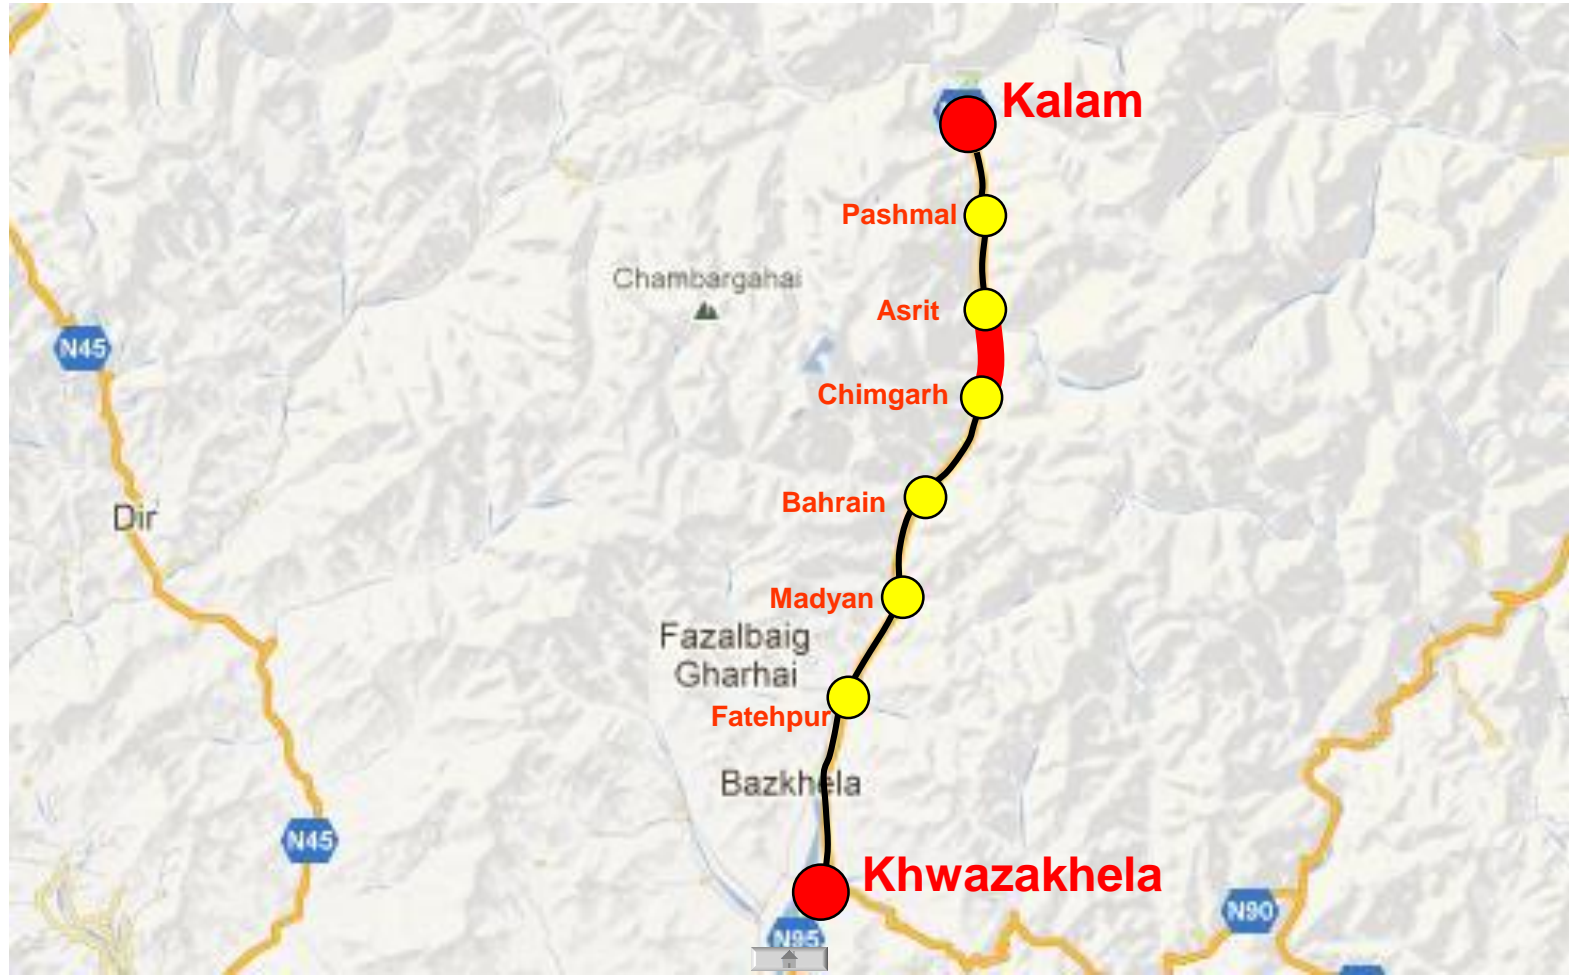 Kalam
Pashmal
Chambargahai
Asrit
N45
Chimgarh
Bahrain
Dir
Madyan
Fazalbaig
Gharhai
Fatehpur
Bazkhela
N45
Khwazakhela
N90
N95